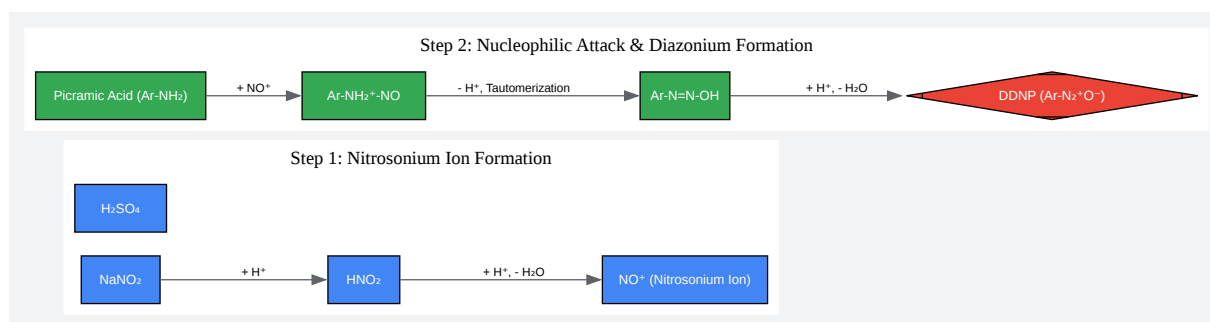 Step 2: Nucleophilic Attack & Diazonium Formation
Picramic Acid (Ar-NH₂)
+ NO⁺
Ar-NH₂⁺-NO
- H⁺, Tautomerization
Ar-N=N-OH
+ H⁺, - H₂O
DDNP (Ar-N₂⁺O⁻)
Step 1: Nitrosonium Ion Formation
H₂SO₄
NaNO₂
+ H⁺
HNO₂
+ H⁺, - H₂O
NO⁺ (Nitrosonium Ion)